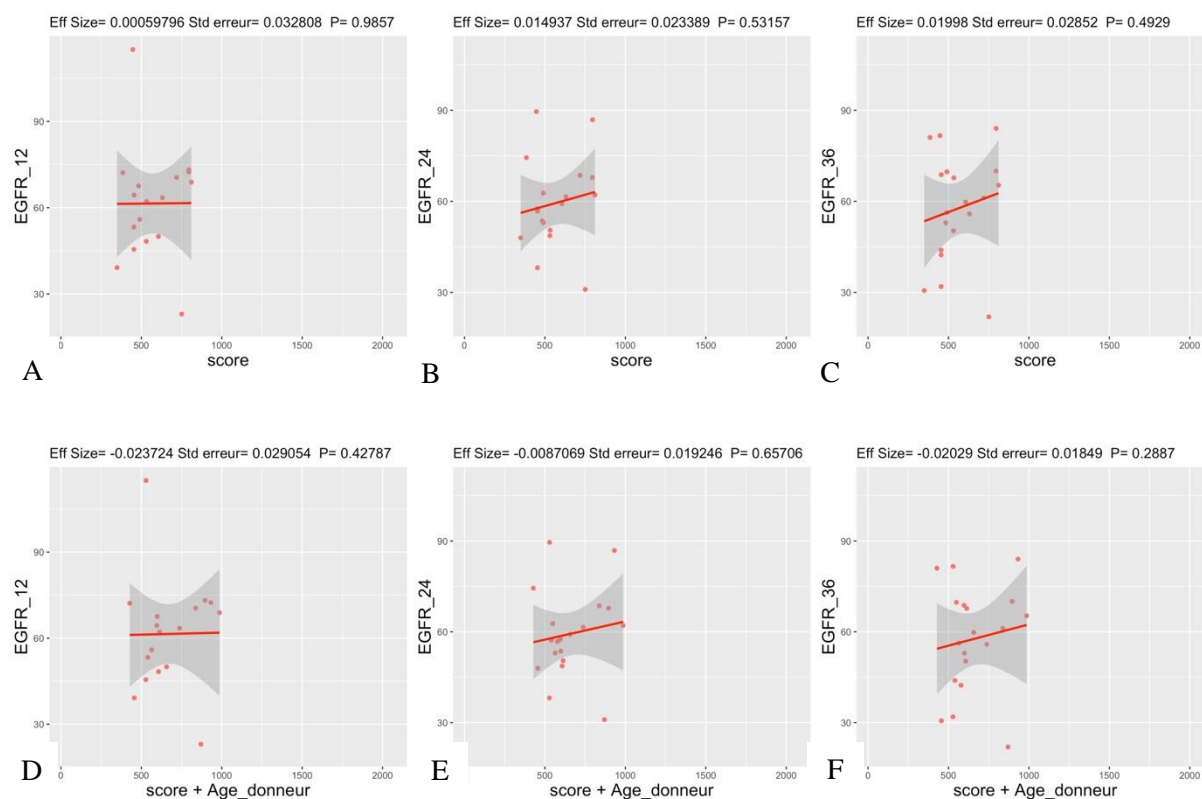 Eff Size= 0.00059796 Std erreur= 0.032808 P= 0.9857
EGFR_12
90
60
30
0 500 1000 1500 2000
score
A
Eff Size= 0.014937 Std erreur= 0.023389 P= 0.53157
EGFR_24
90
60
30
0 500 1000 1500 2000
score
B
Eff Size= 0.01998 Std erreur= 0.02852 P= 0.4929
EGFR_36
90
60
30
0 500 1000 1500 2000
score
C
Eff Size= -0.023724 Std erreur= 0.029054 P= 0.42787
EGFR_12
90
60
30
0 500 1000 1500 2000
score + Age_donneur
D
Eff Size= -0.0087069 Std erreur= 0.019246 P= 0.65706
EGFR_24
90
60
30
0 500 1000 1500 2000
score + Age_donneur
E
Eff Size= -0.02029 Std erreur= 0.01849 P= 0.2887
EGFR_36
90
60
30
0 500 1000 1500 2000
score + Age_donneur
F